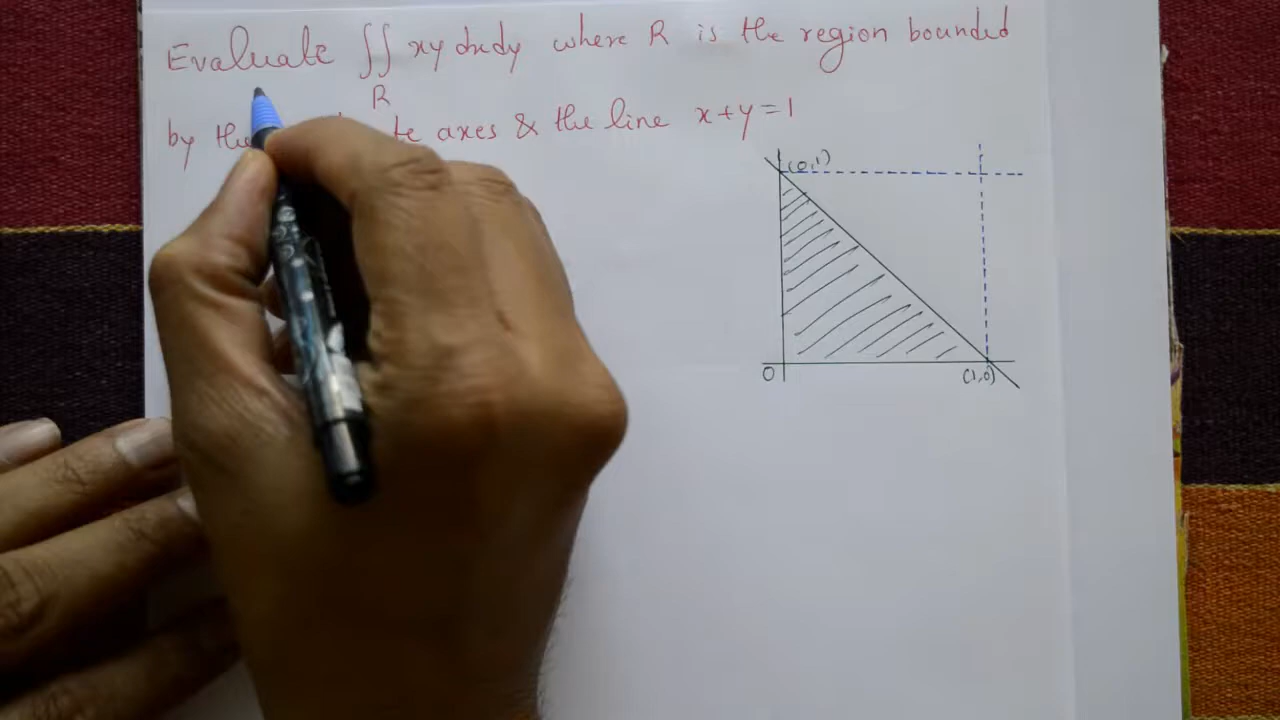 Evaluate ∬ xy dxdy where R is the region bounded
R
by the axes & the line x+y=1
(0,1)
0
(1,0)